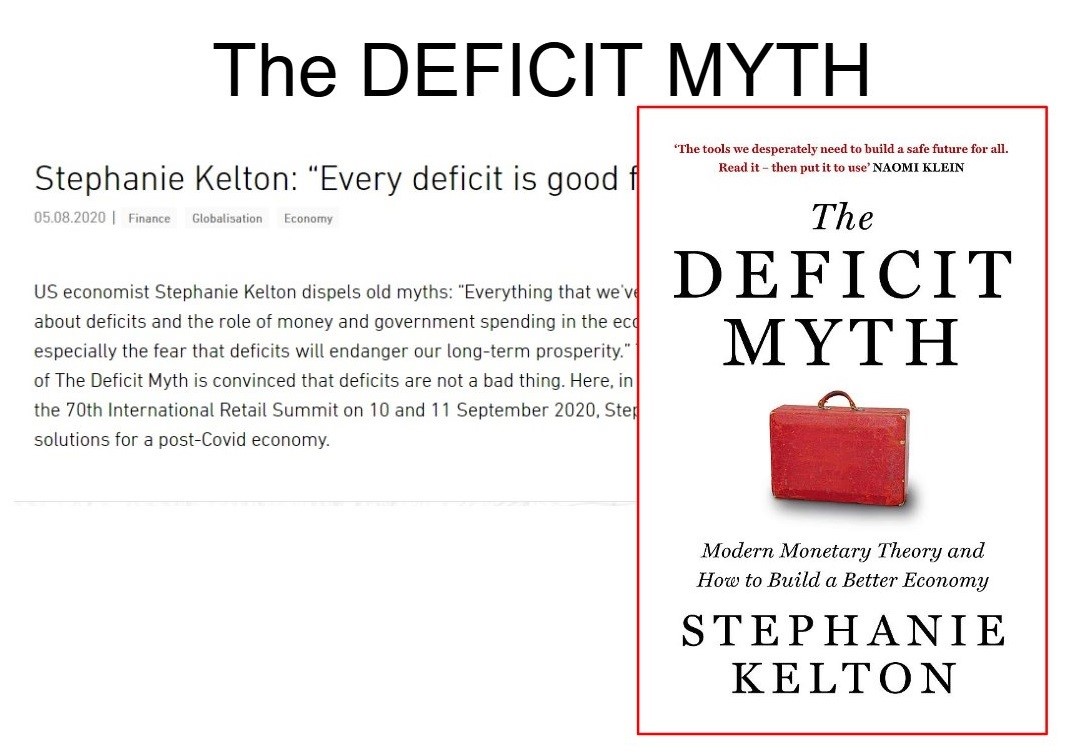 The DEFICIT MYTH
Stephanie Kelton: “Every deficit is good
05.08.2020 | Finance Globalisation Economy
US economist Stephanie Kelton dispels old myths: “Everything that we've
about deficits and the role of money and government spending in the
especially the fear that deficits will endanger our long-term prosperity.”
of The Deficit Myth is convinced that deficits are not a bad thing. Here, in
the 70th International Retail Summit on 10 and 11 September 2020,
solutions for a post-Covid economy.
‘The tools we desperately need to build a safe future for all.
Read it – then put it to use’ NAOMI KLEIN
The
DEFICIT
MYTH
Modern Monetary Theory and
How to Build a Better Economy
STEPHANIE
KELTON